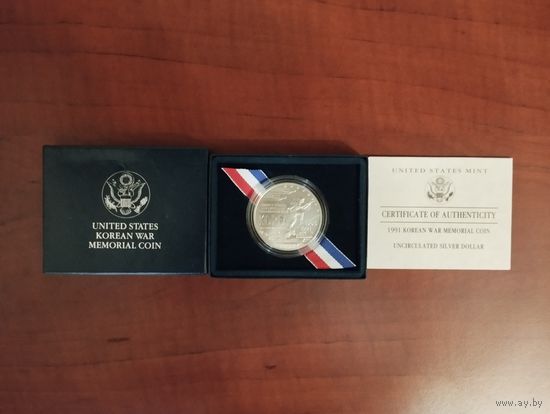 UNITED STATES
KOREAN WAR
MEMORIAL COIN
UNITED STATES MINT
CERTIFICATE OF AUTHENTICITY
1991 KOREAN WAR MEMORIAL COIN
UNCIRCULATED SILVER DOLLAR
www.ay.by